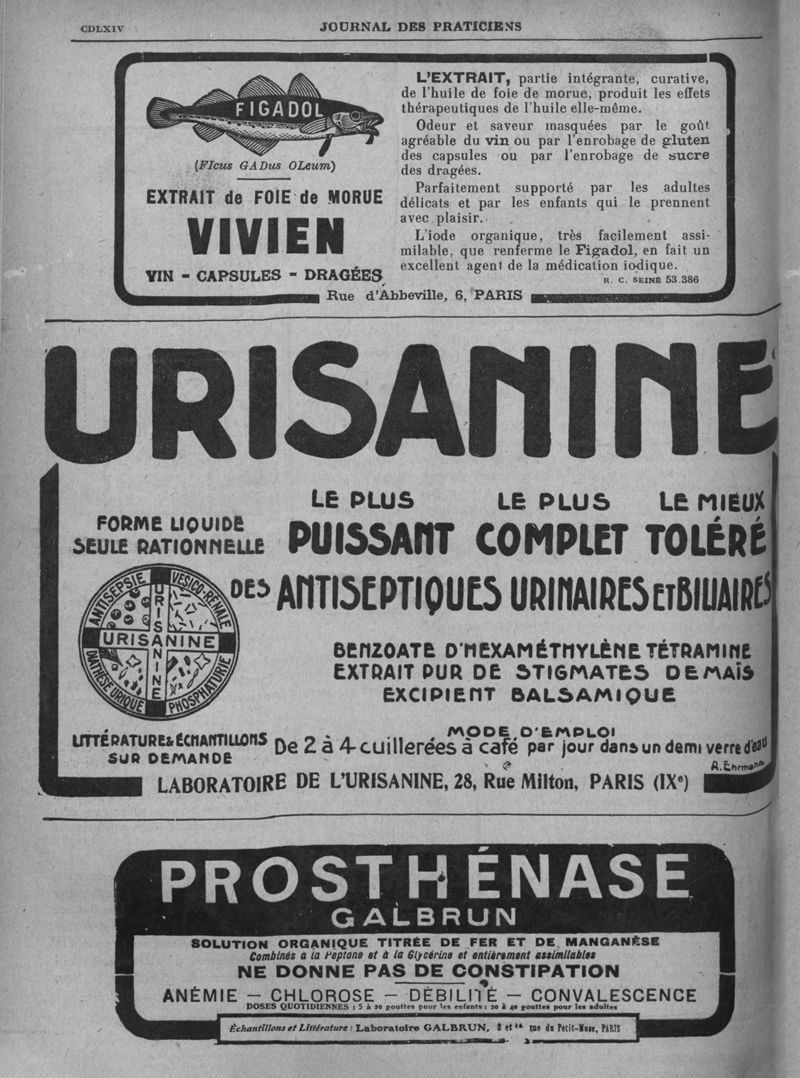 CDLXIV
JOURNAL DES PRATICIENS
FIGADOL
(FIcus GADus OLeum)
EXTRAIT de FOIE de MORUE
VIVIEN
VIN - CAPSULES - DRAGÉES
L'EXTRAIT, partie intégrante, curative,
de l'huile de foie de morue, produit les effets
thérapeutiques de l'huile elle-même.
Odeur et saveur masquées par le goût
agréable du vin ou par l'enrobage de gluten
des capsules ou par l'enrobage de sucre
des dragées.
Parfaitement supporté par les adultes
délicats et par les enfants qui le prennent
avec plaisir.
L'iode organique, très facilement assi-
milable, que renferme le Figadol, en fait un
excellent agent de la médication iodique.
R. C. SEINE 53.386
Rue d'Abbeville, 6, PARIS
URISANINE
FORME LIQUIDE
SEULE RATIONNELLE
LE PLUS LE PLUS LE MIEUX
PUISSANT COMPLET TOLÉRÉ
DES ANTISEPTIQUES URINAIRES ET BILIAIRES
ANTISEPSIE VESICO-RÉNALE
URISANINE
URISANINE
DIATHÈSE URIQUE PHOSPHATURIE
BENZOATE D'HEXAMÉTHYLÈNE TÉTRAMINE
EXTRAIT PUR DE STIGMATES DE MAÏS
EXCIPIENT BALSAMIQUE
LITTÉRATURE & ÉCHANTILLONS
SUR DEMANDE
MODE D'EMPLOI
De 2 à 4 cuillerées à café par jour dans un demi verre d'eau
A. Ehrmann
LABORATOIRE DE L'URISANINE, 28, Rue Milton, PARIS (IXe)
PROSTHÉNASE
GALBRUN
SOLUTION ORGANIQUE TITRÉE DE FER ET DE MANGANÈSE
Combinés à la Peptone et à la Glycérine et entièrement assimilables
NE DONNE PAS DE CONSTIPATION
ANÉMIE — CHLOROSE — DÉBILITÉ — CONVALESCENCE
DOSES QUOTIDIENNES : 5 à 20 gouttes pour les enfants ; 10 à 40 gouttes pour les adultes
Échantillons et Littérature : Laboratoire GALBRUN, 8 et rue du Petit-Musc, PARIS